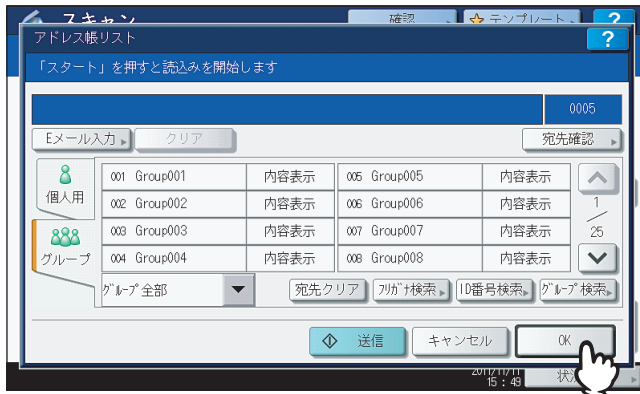 スキャン 確認 テンプレート ?
アドレス帳リスト ?
「スタート」を押すと読込みを開始します
0005
Eメール入力 クリア 宛先確認
個人用
グループ
001 Group001 内容表示 005 Group005 内容表示
002 Group002 内容表示 006 Group006 内容表示
003 Group003 内容表示 007 Group007 内容表示
004 Group004 内容表示 008 Group008 内容表示
1
25
グループ全部 宛先クリア フリガナ検索 ID番号検索 グループ検索
送信 キャンセル OK
2011/11/11
15:49